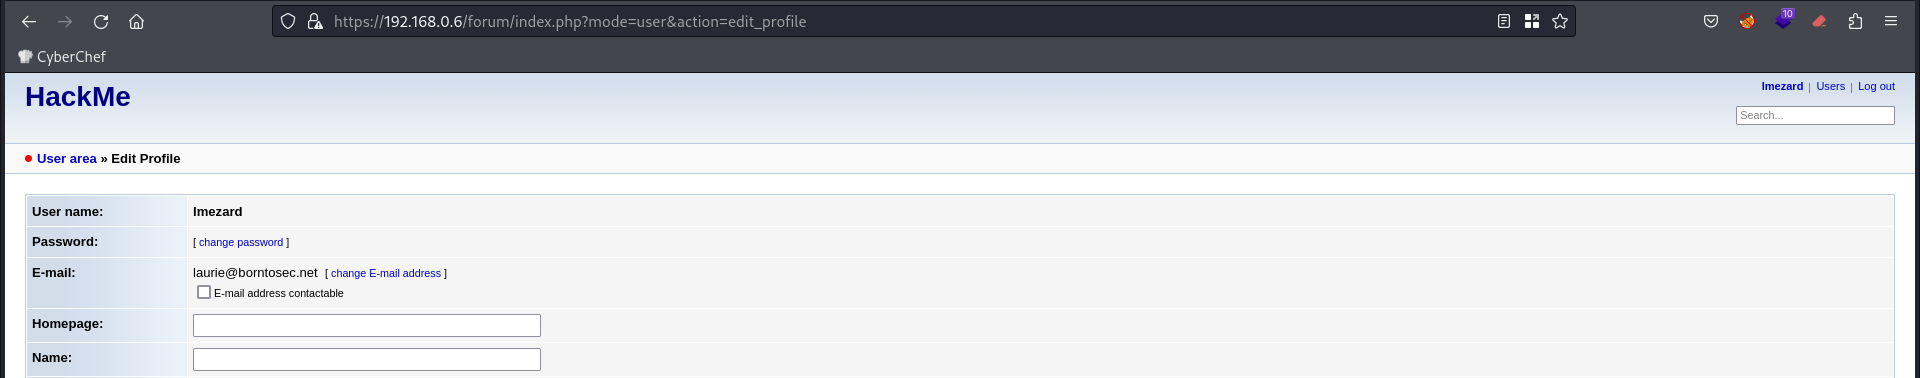 https://192.168.0.6/forum/index.php?mode=user&action=edit_profile
10
CyberChef
HackMe
lmezard | Users | Log out
Search...
User area » Edit Profile
User name: lmezard
Password: [ change password ]
E-mail: laurie@borntosec.net [ change E-mail address ]
E-mail address contactable
Homepage:
Name: